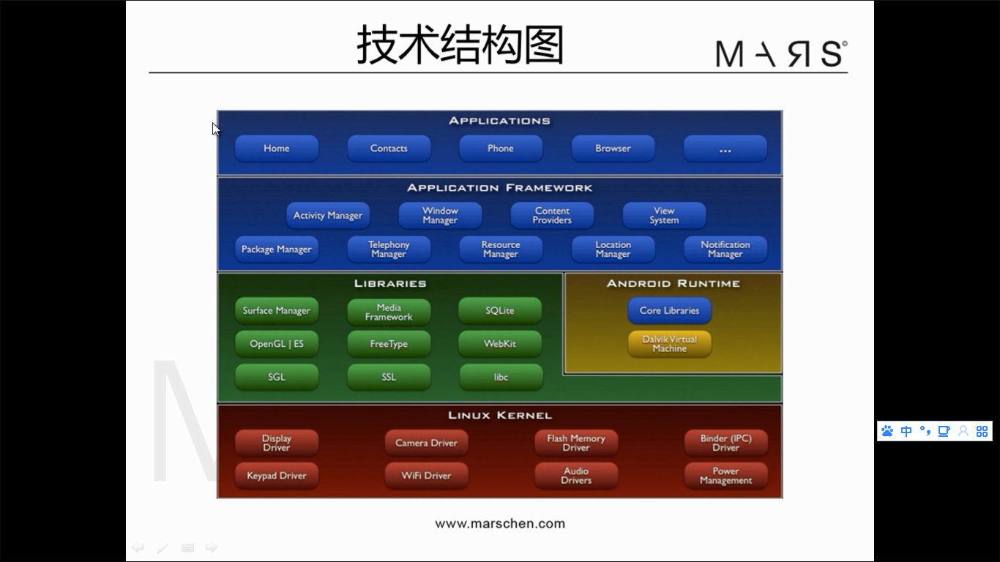 技术结构图
MARS©
APPLICATIONS
Home
Contacts
Phone
Browser
...
APPLICATION FRAMEWORK
Activity Manager
Window
Manager
Content
Providers
View
System
Package Manager
Telephony
Manager
Resource
Manager
Location
Manager
Notification
Manager
LIBRARIES
Surface Manager
Media
Framework
SQLite
OpenGL | ES
FreeType
WebKit
SGL
SSL
libc
ANDROID RUNTIME
Core Libraries
Dalvik Virtual
Machine
LINUX KERNEL
Display
Driver
Camera Driver
Flash Memory
Driver
Binder (IPC)
Driver
Keypad Driver
WiFi Driver
Audio
Drivers
Power
Management
M
www.marschen.com
中